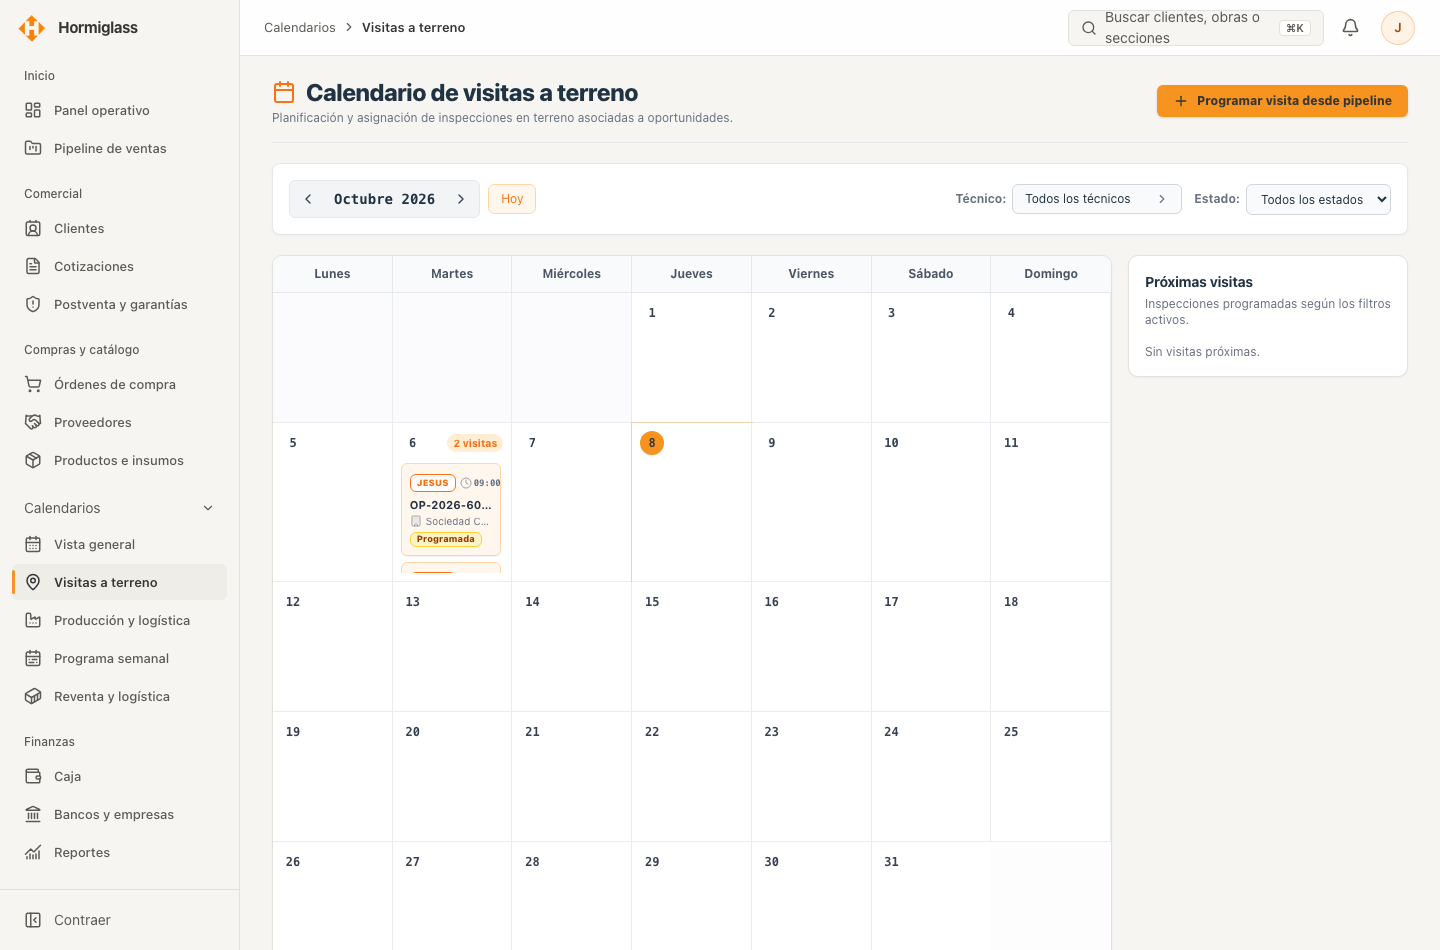 Hormiglass
Inicio
Panel operativo
Pipeline de ventas
Comercial
Clientes
Cotizaciones
Postventa y garantías
Compras y catálogo
Órdenes de compra
Proveedores
Productos e insumos
Calendarios
Vista general
Visitas a terreno
Producción y logística
Programa semanal
Reventa y logística
Finanzas
Caja
Bancos y empresas
Reportes
Contraer
Calendarios > Visitas a terreno
Buscar clientes, obras o
secciones
⌘K
J
Calendario de visitas a terreno
Planificación y asignación de inspecciones en terreno asociadas a oportunidades.
+ Programar visita desde pipeline
Octubre 2026
Hoy
Técnico: Todos los técnicos
Estado: Todos los estados
Lunes Martes Miércoles Jueves Viernes Sábado Domingo
1 2 3 4
5 6 2 visitas 7 8 9 10 11
JESUS 09:00
OP-2026-60...
Sociedad C...
Programada
12 13 14 15 16 17 18
19 20 21 22 23 24 25
26 27 28 29 30 31
Próximas visitas
Inspecciones programadas según los filtros
activos.
Sin visitas próximas.